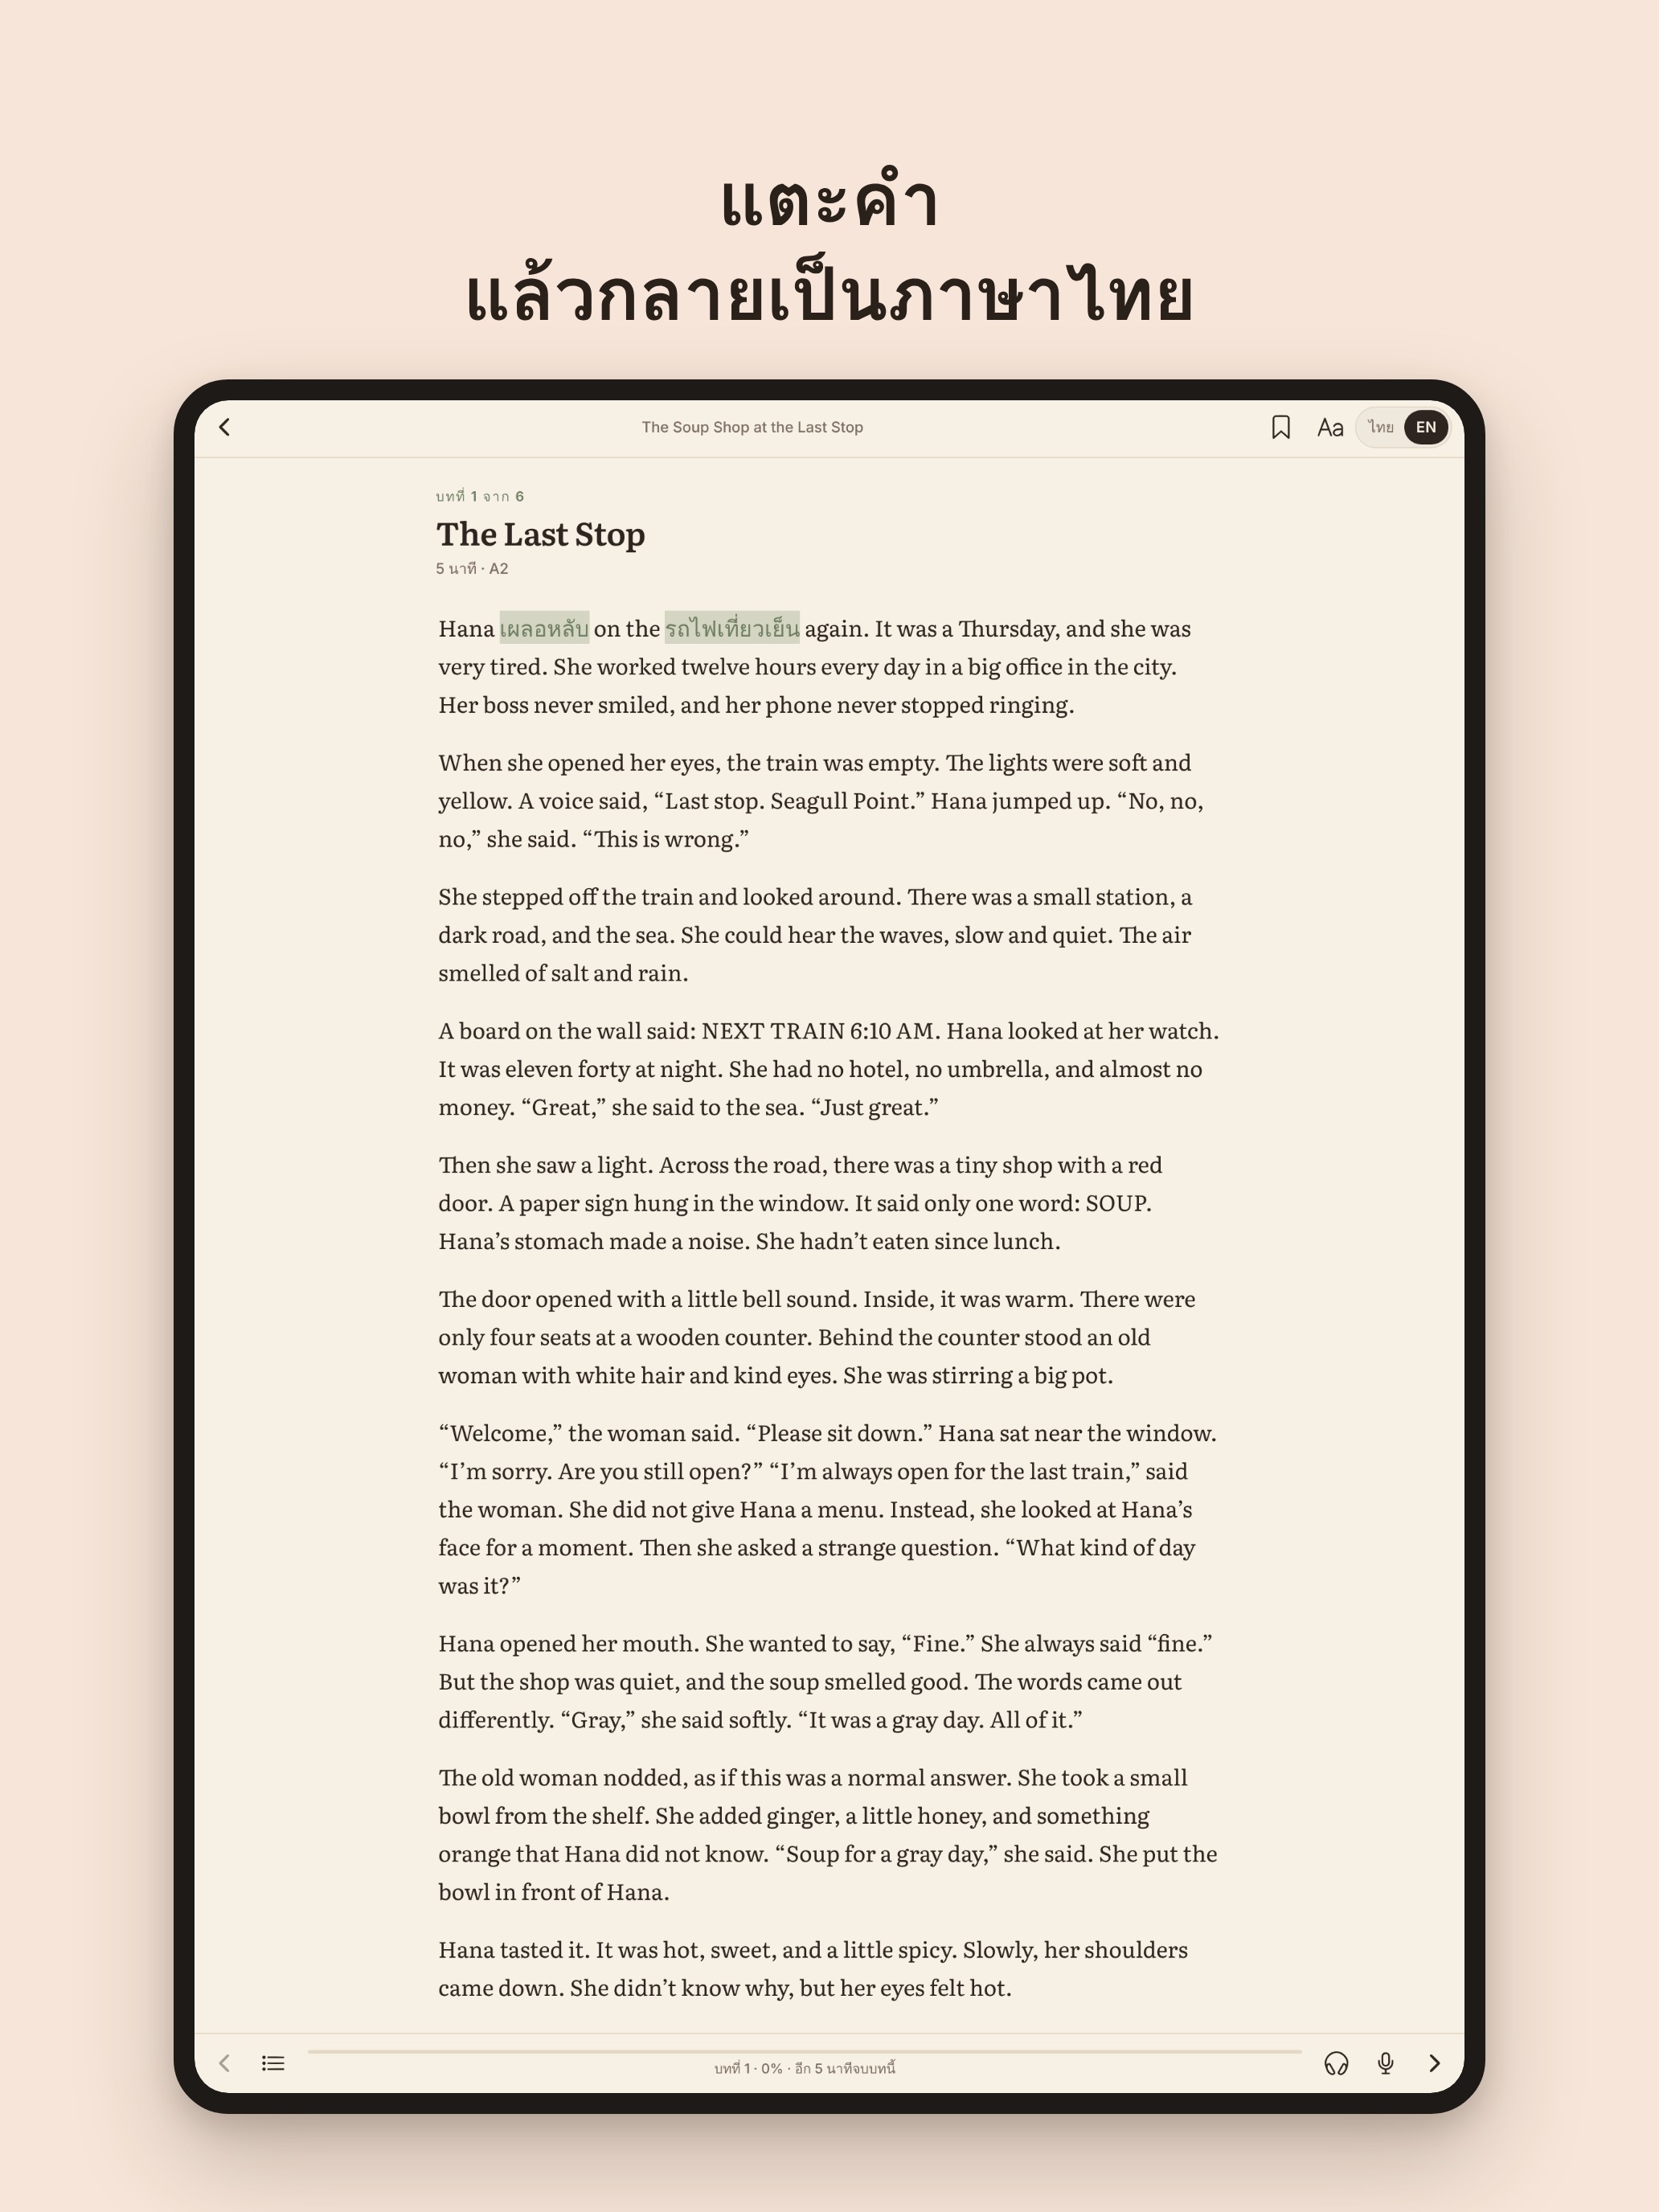 แตะคำ
แล้วกลายเป็นภาษาไทย
The Soup Shop at the Last Stop
Aa
ไทย
EN
บทที่ 1 จาก 6
The Last Stop
5 นาที · A2
Hana เผลอหลับ on the รถไฟเที่ยวเย็น again. It was a Thursday, and she was
very tired. She worked twelve hours every day in a big office in the city.
Her boss never smiled, and her phone never stopped ringing.
When she opened her eyes, the train was empty. The lights were soft and
yellow. A voice said, “Last stop. Seagull Point.” Hana jumped up. “No, no,
no,” she said. “This is wrong.”
She stepped off the train and looked around. There was a small station, a
dark road, and the sea. She could hear the waves, slow and quiet. The air
smelled of salt and rain.
A board on the wall said: NEXT TRAIN 6:10 AM. Hana looked at her watch.
It was eleven forty at night. She had no hotel, no umbrella, and almost no
money. “Great,” she said to the sea. “Just great.”
Then she saw a light. Across the road, there was a tiny shop with a red
door. A paper sign hung in the window. It said only one word: SOUP.
Hana’s stomach made a noise. She hadn’t eaten since lunch.
The door opened with a little bell sound. Inside, it was warm. There were
only four seats at a wooden counter. Behind the counter stood an old
woman with white hair and kind eyes. She was stirring a big pot.
“Welcome,” the woman said. “Please sit down.” Hana sat near the window.
“I’m sorry. Are you still open?” “I’m always open for the last train,” said
the woman. She did not give Hana a menu. Instead, she looked at Hana’s
face for a moment. Then she asked a strange question. “What kind of day
was it?”
Hana opened her mouth. She wanted to say, “Fine.” She always said “fine.”
But the shop was quiet, and the soup smelled good. The words came out
differently. “Gray,” she said softly. “It was a gray day. All of it.”
The old woman nodded, as if this was a normal answer. She took a small
bowl from the shelf. She added ginger, a little honey, and something
orange that Hana did not know. “Soup for a gray day,” she said. She put the
bowl in front of Hana.
Hana tasted it. It was hot, sweet, and a little spicy. Slowly, her shoulders
came down. She didn’t know why, but her eyes felt hot.
บทที่ 1 · 0% · อีก 5 นาทีจบบทนี้